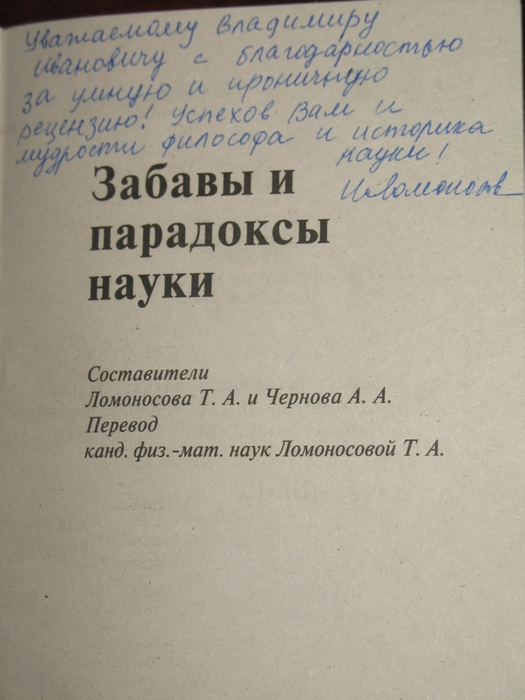 Уважаемому Владимиру
Ивановичу с благодарностью
за умную и ироничную
рецензию! Успехов Вам и
мудрости философа и историка
науки!
Забавы и
парадоксы
науки
Составители
Ломоносова Т. А. и Чернова А. А.
Перевод
канд. физ.-мат. наук Ломоносовой Т. А.